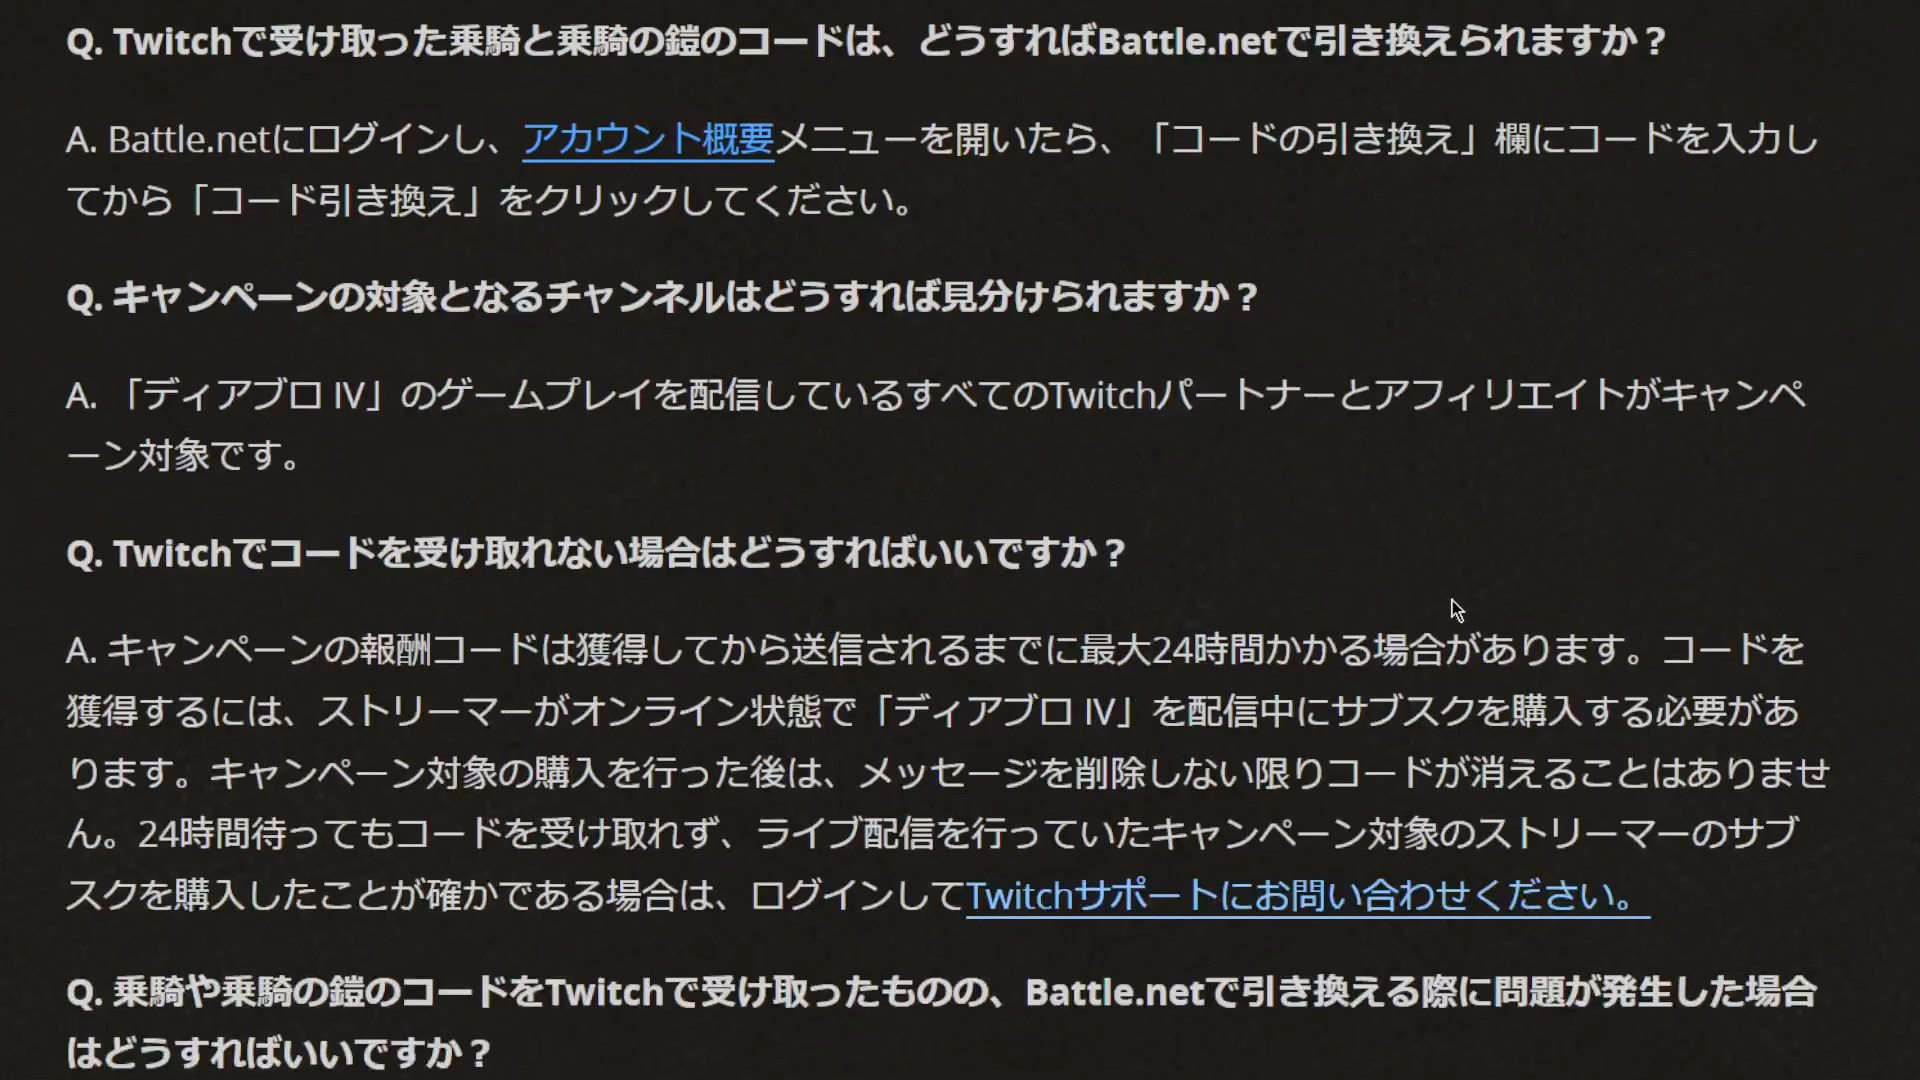 Q. Twitchで受け取った乗騎と乗騎の鎧のコードは、どうすればBattle.netで引き換えられますか？
A. Battle.netにログインし、アカウント概要メニューを開いたら、「コードの引き換え」欄にコードを入力し
てから「コード引き換え」をクリックしてください。
Q. キャンペーンの対象となるチャンネルはどうすれば見分けられますか？
A. 「ディアブロ IV」のゲームプレイを配信しているすべてのTwitchパートナーとアフィリエイトがキャンペ
ーン対象です。
Q. Twitchでコードを受け取れない場合はどうすればいいですか？
A. キャンペーンの報酬コードは獲得してから送信されるまでに最大24時間かかる場合があります。コードを
獲得するには、ストリーマーがオンライン状態で「ディアブロ IV」を配信中にサブスクを購入する必要があ
ります。キャンペーン対象の購入を行った後は、メッセージを削除しない限りコードが消えることはありませ
ん。24時間待ってもコードを受け取れず、ライブ配信を行っていたキャンペーン対象のストリーマーのサブ
スクを購入したことが確かである場合は、ログインしてTwitchサポートにお問い合わせください。
Q. 乗騎や乗騎の鎧のコードをTwitchで受け取ったものの、Battle.netで引き換える際に問題が発生した場合
はどうすればいいですか？